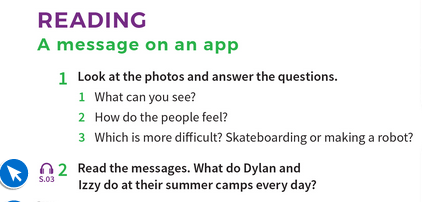 READING
A message on an app
1 Look at the photos and answer the questions.
1 What can you see?
2 How do the people feel?
3 Which is more difficult? Skateboarding or making a robot?
S.03 2 Read the messages. What do Dylan and
Izzy do at their summer camps every day?